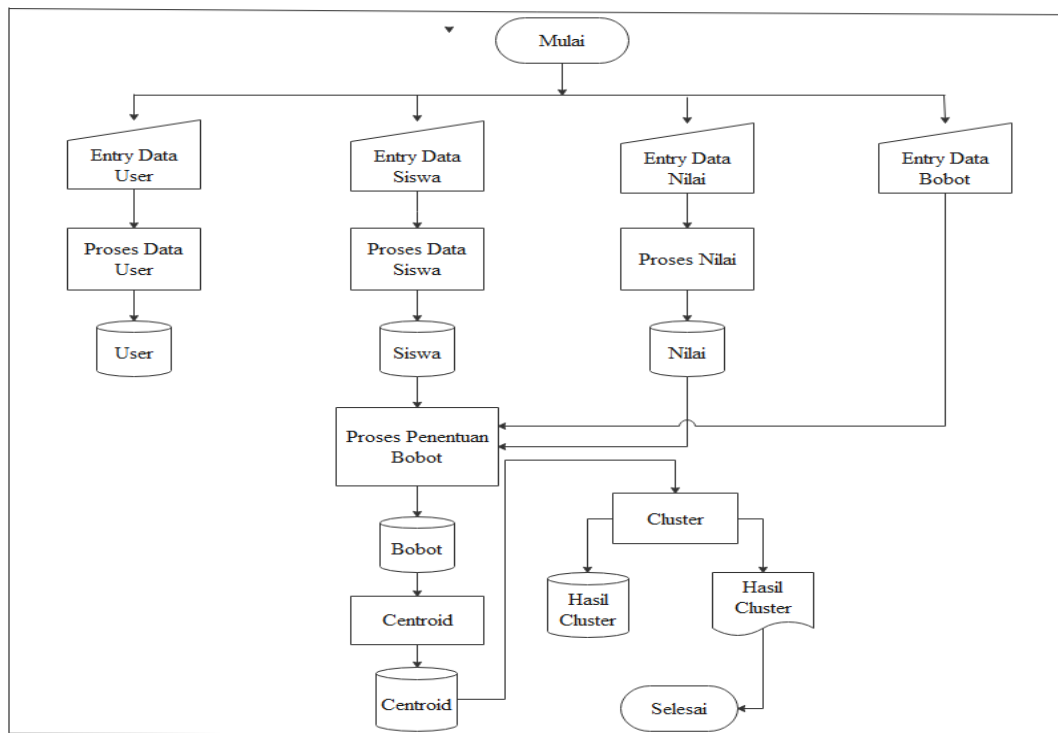 Mulai
Entry Data
User
Entry Data
Siswa
Entry Data
Nilai
Entry Data
Bobot
Proses Data
User
Proses Data
Siswa
Proses Nilai
User
Siswa
Nilai
Proses Penentuan
Bobot
Cluster
Bobot
Hasil
Cluster
Hasil
Cluster
Centroid
Centroid
Selesai